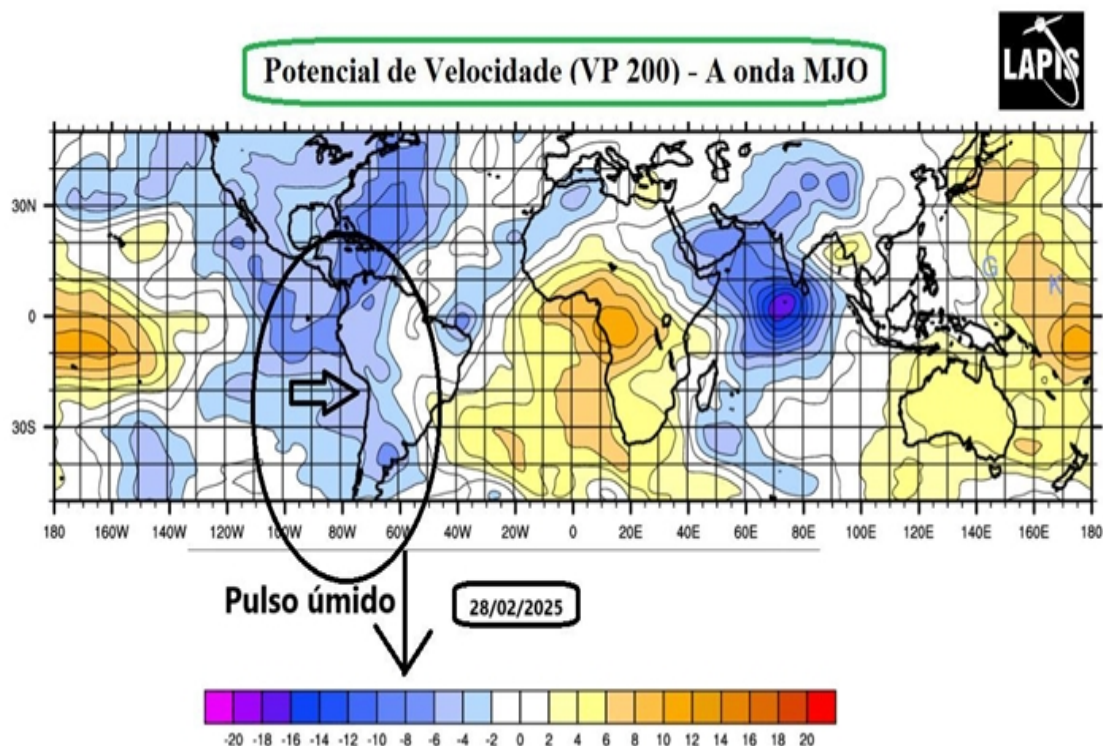 LAPIS
Potencial de Velocidade (VP 200) - A onda MJO
30N
0
30S
G
K
180 160W 140W 120W 100W 80W 60W 40W 20W 0 20E 40E 60E 80E 100E 120E 140E 160E 180
Pulso úmido
28/02/2025
-20 -18 -16 -14 -12 -10 -8 -6 -4 -2 0 2 4 6 8 10 12 14 16 18 20